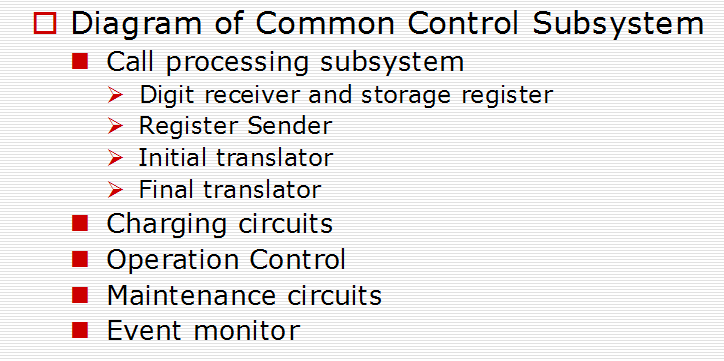 Diagram of Common Control Subsystem
Call processing subsystem
Digit receiver and storage register
Register Sender
Initial translator
Final translator
Charging circuits
Operation Control
Maintenance circuits
Event monitor